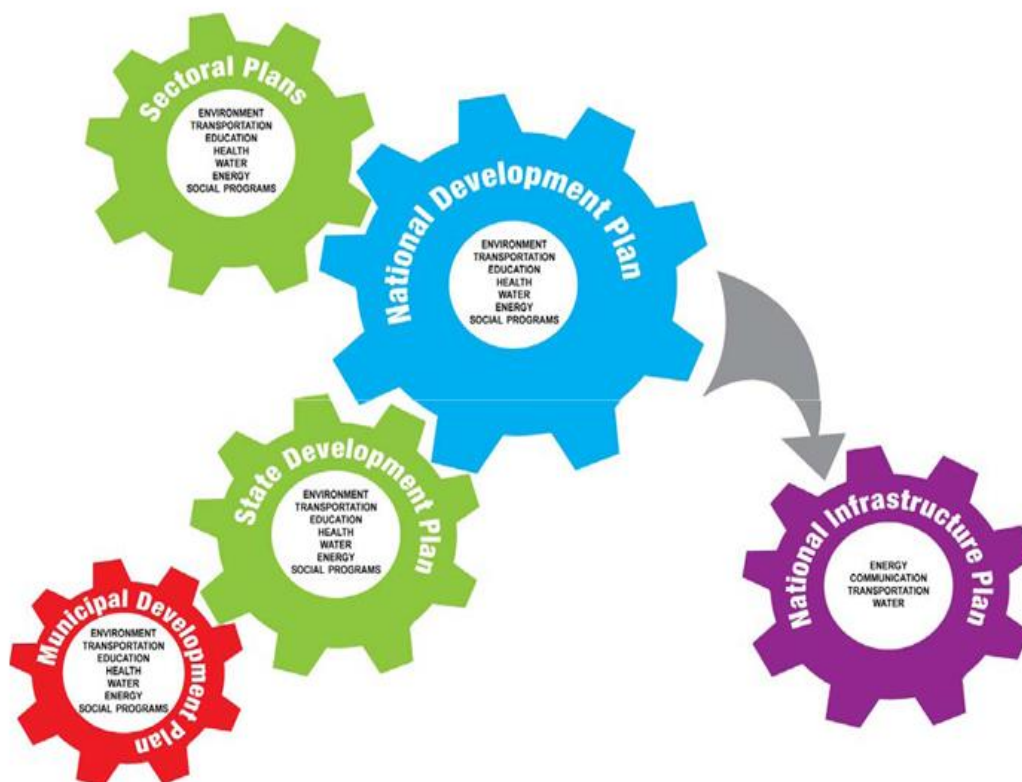 Sectoral Plans
ENVIRONMENT
TRANSPORTATION
EDUCATION
HEALTH
WATER
ENERGY
SOCIAL PROGRAMS
National Development Plan
ENVIRONMENT
TRANSPORTATION
EDUCATION
HEALTH
WATER
ENERGY
SOCIAL PROGRAMS
State Development Plan
ENVIRONMENT
TRANSPORTATION
EDUCATION
HEALTH
WATER
ENERGY
SOCIAL PROGRAMS
National Infrastructure Plan
ENERGY
COMMUNICATION
TRANSPORTATION
WATER
Municipal Development Plan
ENVIRONMENT
TRANSPORTATION
EDUCATION
HEALTH
WATER
ENERGY
SOCIAL PROGRAMS